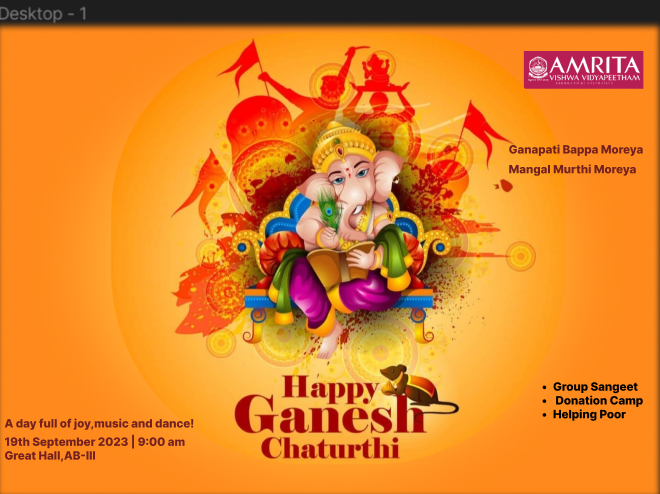 Desktop - 1
AMRITA
VISHWA VIDYAPEETHAM
Ganapati Bappa Moreya
Mangal Murthi Moreya
Happy
Ganesh
Chaturthi
• Group Sangeet
• Donation Camp
• Helping Poor
A day full of joy,music and dance!
19th September 2023 | 9:00 am
Great Hall,AB-III